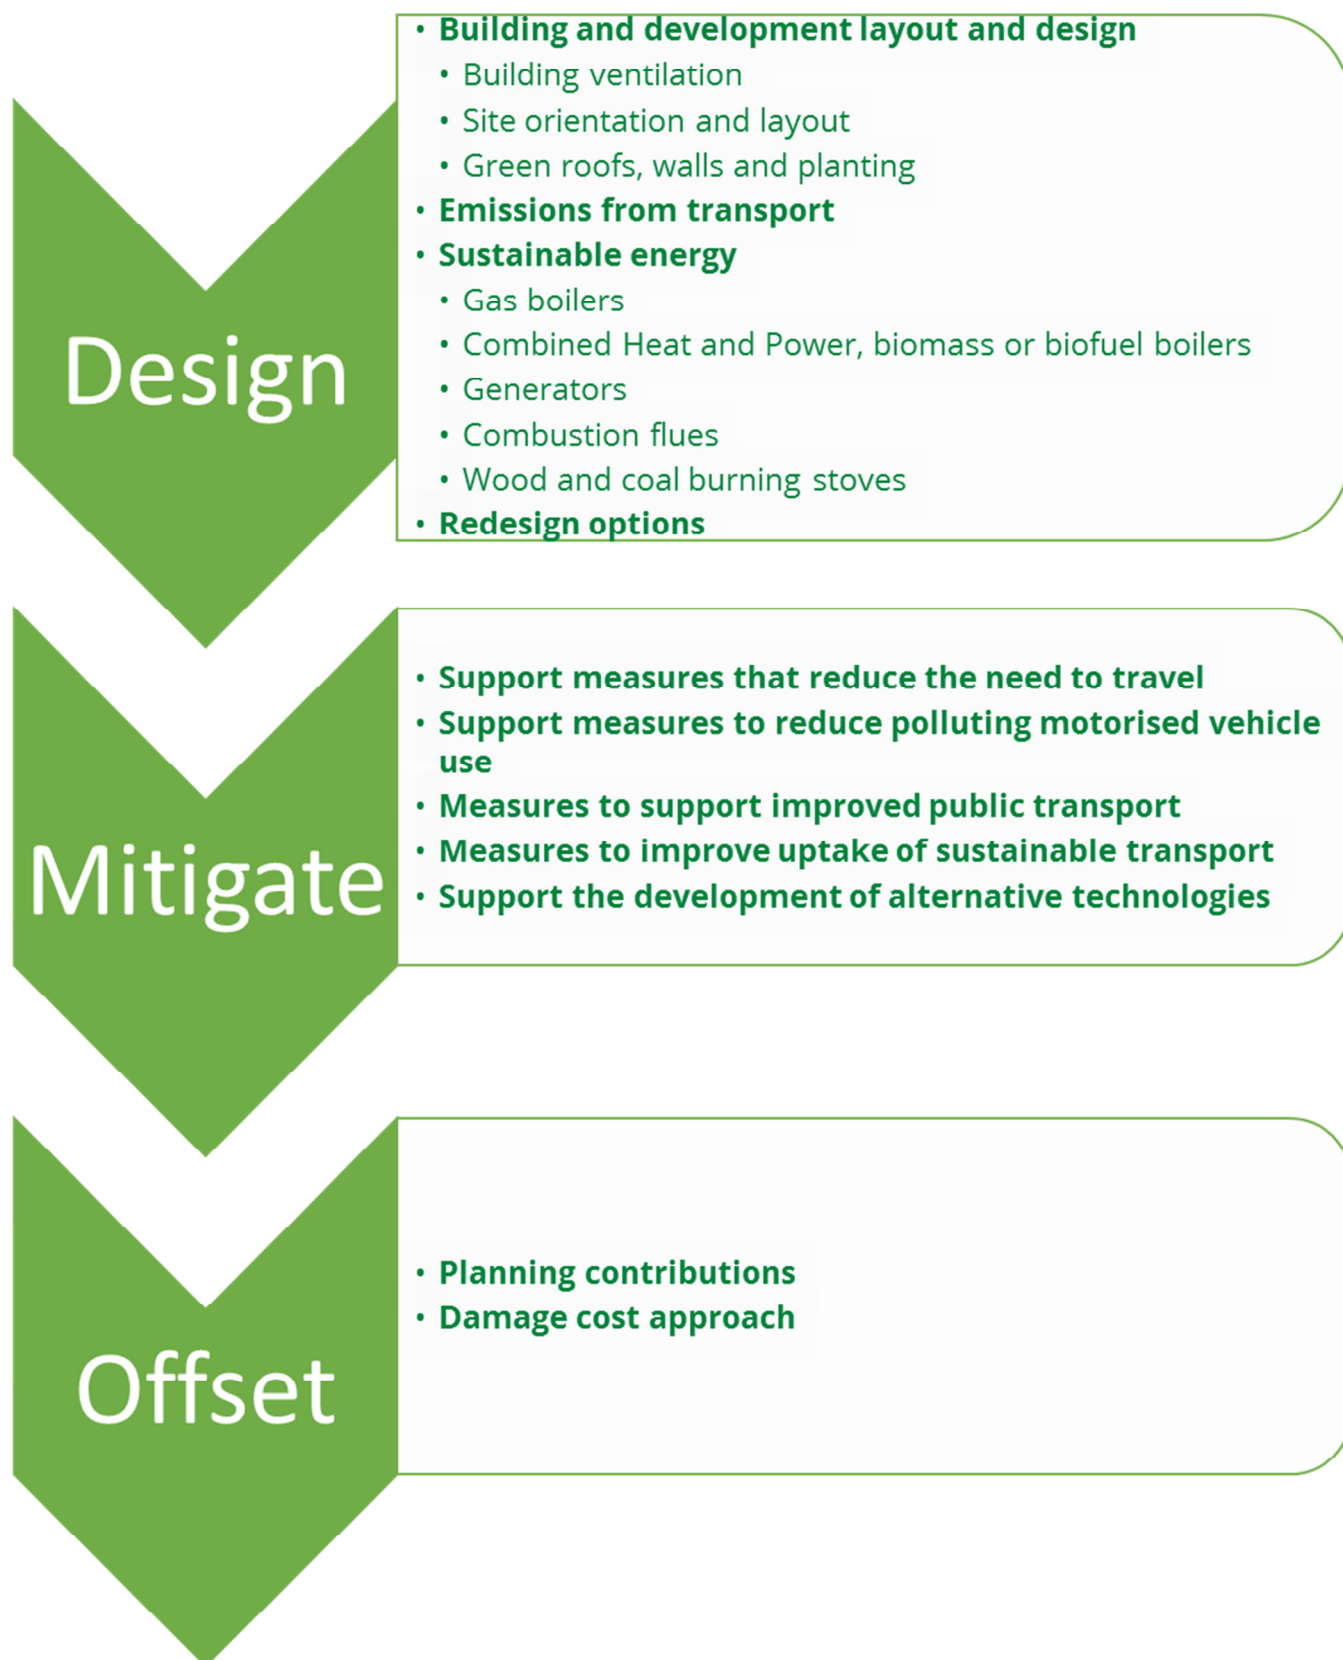 Design
• Building and development layout and design
• Building ventilation
• Site orientation and layout
• Green roofs, walls and planting
• Emissions from transport
• Sustainable energy
• Gas boilers
• Combined Heat and Power, biomass or biofuel boilers
• Generators
• Combustion flues
• Wood and coal burning stoves
• Redesign options
Mitigate
• Support measures that reduce the need to travel
• Support measures to reduce polluting motorised vehicle
use
• Measures to support improved public transport
• Measures to improve uptake of sustainable transport
• Support the development of alternative technologies
Offset
• Planning contributions
• Damage cost approach